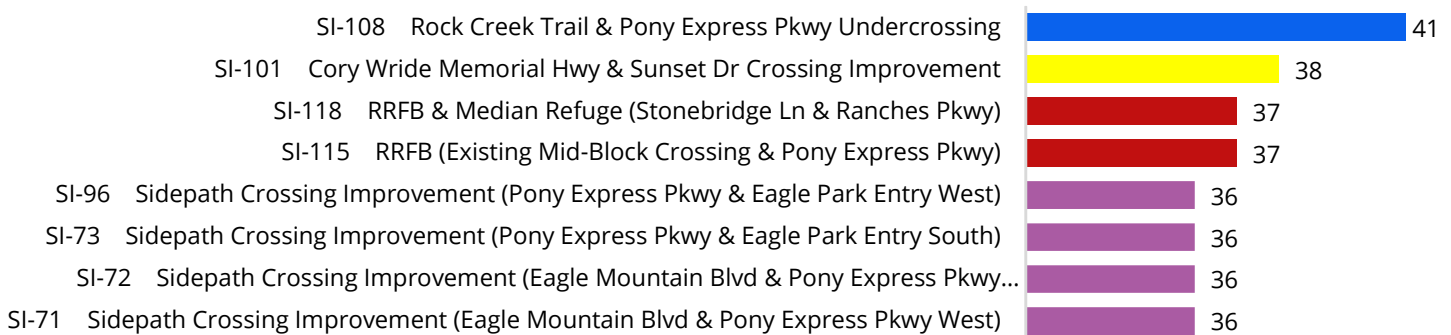 SI-108 Rock Creek Trail & Pony Express Pkwy Undercrossing 41
SI-101 Cory Wride Memorial Hwy & Sunset Dr Crossing Improvement 38
SI-118 RRFB & Median Refuge (Stonebridge Ln & Ranches Pkwy) 37
SI-115 RRFB (Existing Mid-Block Crossing & Pony Express Pkwy) 37
SI-96 Sidepath Crossing Improvement (Pony Express Pkwy & Eagle Park Entry West) 36
SI-73 Sidepath Crossing Improvement (Pony Express Pkwy & Eagle Park Entry South) 36
SI-72 Sidepath Crossing Improvement (Eagle Mountain Blvd & Pony Express Pkwy... 36
SI-71 Sidepath Crossing Improvement (Eagle Mountain Blvd & Pony Express Pkwy West) 36